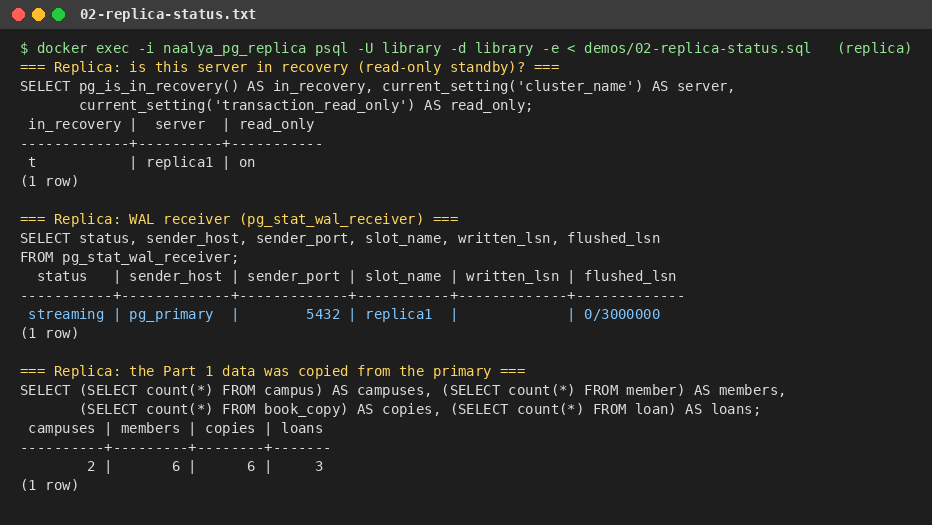 02-replica-status.txt
$ docker exec -i naalya_pg_replica psql -U library -d library -e < demos/02-replica-status.sql   (replica)
=== Replica: is this server in recovery (read-only standby)? ===
SELECT pg_is_in_recovery() AS in_recovery, current_setting('cluster_name') AS server,
       current_setting('transaction_read_only') AS read_only;
 in_recovery |  server  | read_only
-------------+----------+-----------
 t           | replica1 | on
(1 row)

=== Replica: WAL receiver (pg_stat_wal_receiver) ===
SELECT status, sender_host, sender_port, slot_name, written_lsn, flushed_lsn
FROM pg_stat_wal_receiver;
  status   | sender_host | sender_port | slot_name | written_lsn | flushed_lsn
-----------+-------------+-------------+-----------+-------------+-------------
 streaming | pg_primary  |        5432 | replica1  |             | 0/3000000
(1 row)

=== Replica: the Part 1 data was copied from the primary ===
SELECT (SELECT count(*) FROM campus) AS campuses, (SELECT count(*) FROM member) AS members,
       (SELECT count(*) FROM book_copy) AS copies, (SELECT count(*) FROM loan) AS loans;
 campuses | members | copies | loans
----------+---------+--------+-------
        2 |       6 |      6 |     3
(1 row)